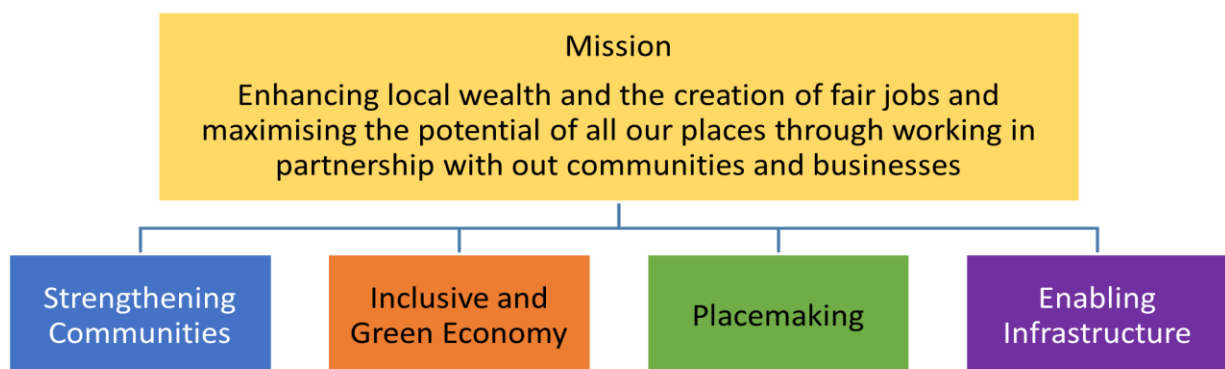 Mission
Enhancing local wealth and the creation of fair jobs and
maximising the potential of all our places through working in
partnership with out communities and businesses
Strengthening
Communities
Inclusive and
Green Economy
Placemaking
Enabling
Infrastructure